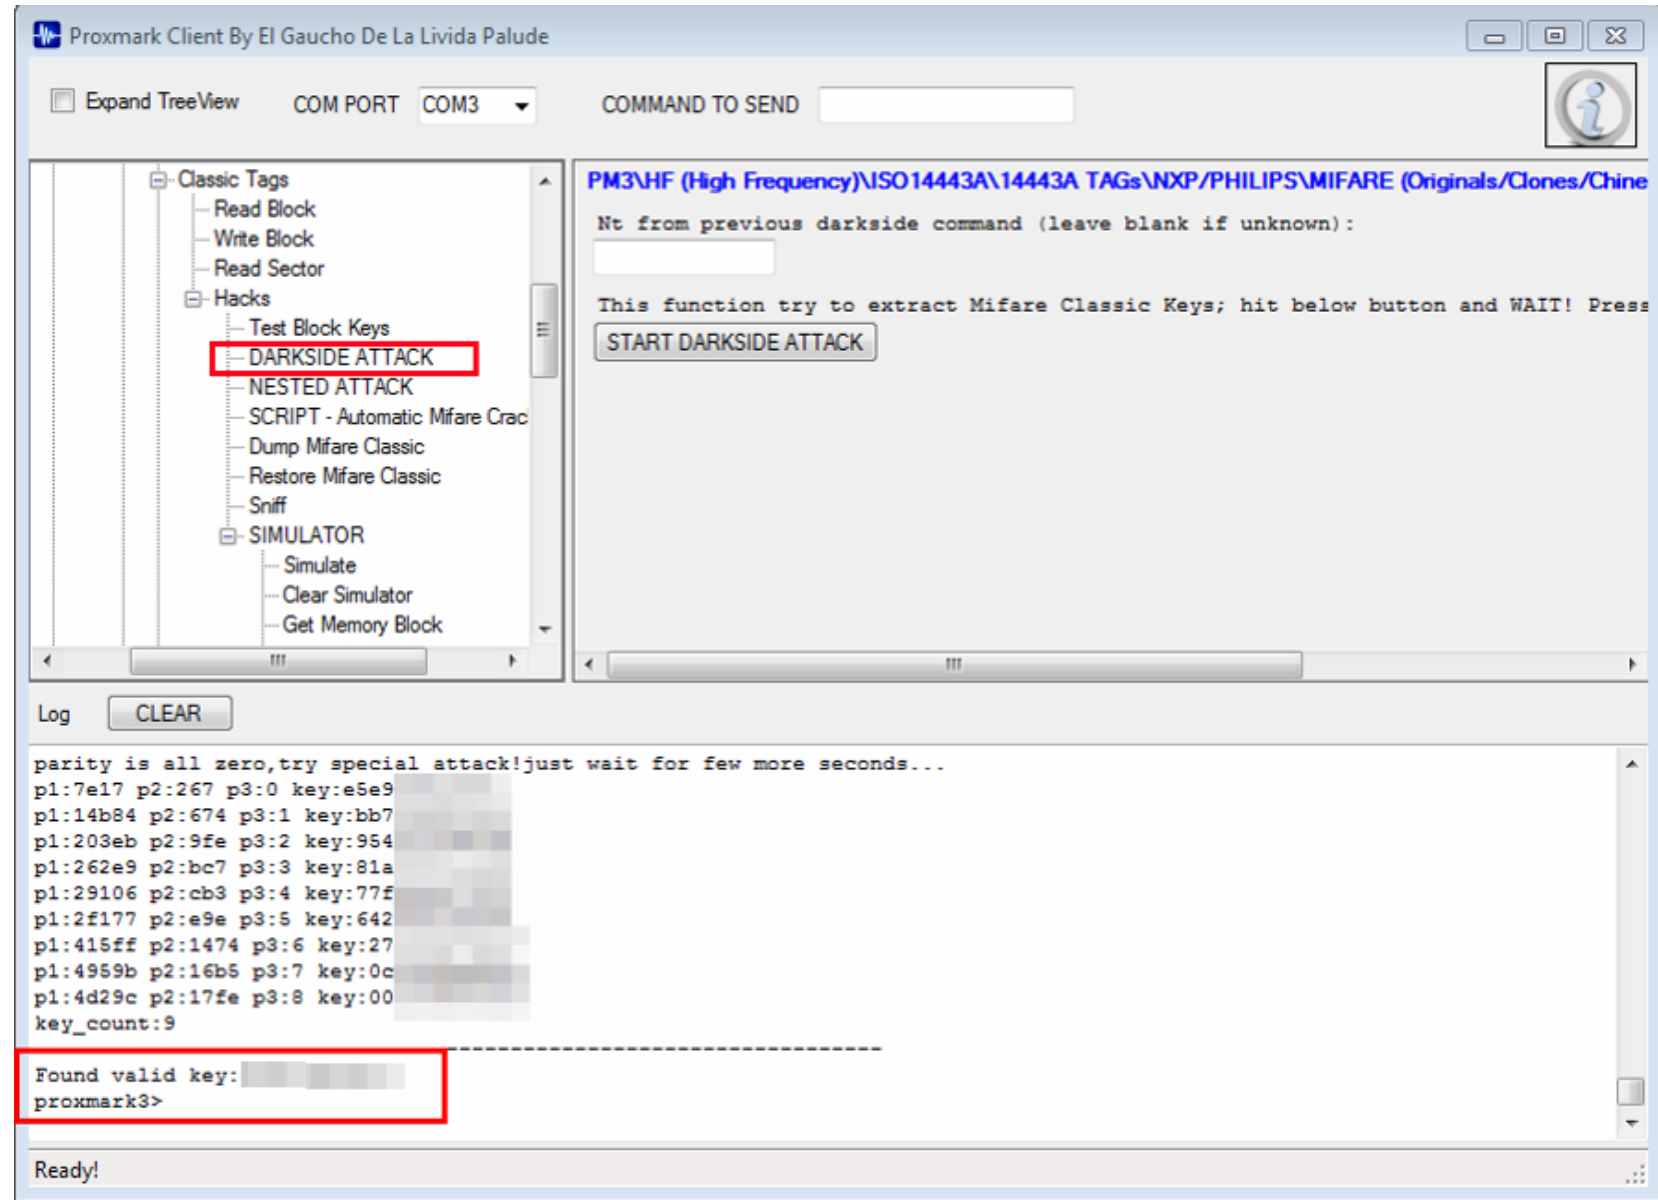 Proxmark Client By El Gaucho De La Livida Palude
Expand TreeView COM PORT COM3 COMMAND TO SEND
Classic Tags
Read Block
Write Block
Read Sector
Hacks
Test Block Keys
DARKSIDE ATTACK
NESTED ATTACK
SCRIPT - Automatic Mifare Crac
Dump Mifare Classic
Restore Mifare Classic
Sniff
SIMULATOR
Simulate
Clear Simulator
Get Memory Block
PM3\HF (High Frequency)\ISO14443A\14443A TAGs\NXP/PHILIPS\MIFARE (Originals/Clones/Chine
Nt from previous darkside command (leave blank if unknown):
This function try to extract Mifare Classic Keys; hit below button and WAIT! Press
START DARKSIDE ATTACK
Log CLEAR
parity is all zero,try special attack!just wait for few more seconds...
p1:7e17 p2:267 p3:0 key:e5e9
p1:14b84 p2:674 p3:1 key:bb7
p1:203eb p2:9fe p3:2 key:954
p1:262e9 p2:bc7 p3:3 key:81a
p1:29106 p2:cb3 p3:4 key:77f
p1:2f177 p2:e9e p3:5 key:642
p1:415ff p2:1474 p3:6 key:27
p1:4959b p2:16b5 p3:7 key:0c
p1:4d29c p2:17fe p3:8 key:00
key_count:9
----------------------------------
Found valid key:
proxmark3>
Ready!